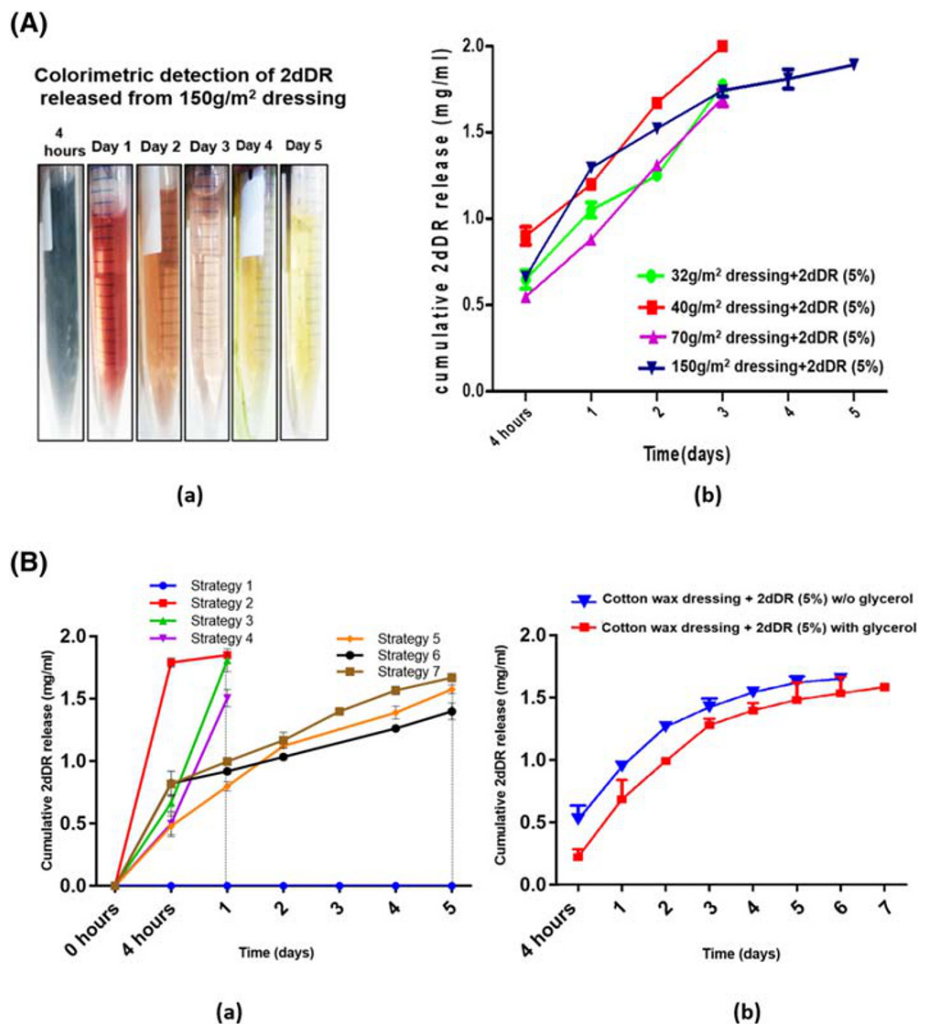 (A)
Colorimetric detection of 2dDR
released from 150g/m² dressing
4
hours
Day 1
Day 2
Day 3
Day 4
Day 5
(a)
cumulative 2dDR release (mg/ml)
2.0
1.5
1.0
0.5
0.0
32g/m² dressing+2dDR (5%)
40g/m² dressing+2dDR (5%)
70g/m² dressing+2dDR (5%)
150g/m² dressing+2dDR (5%)
4 hours
1
2
3
4
5
Time(days)
(b)
(B)
Strategy 1
Strategy 2
Strategy 3
Strategy 4
Strategy 5
Strategy 6
Strategy 7
Cumulative 2dDR release (mg/ml)
2.0
1.5
1.0
0.5
0.0
0 hours
4 hours
1
2
3
4
5
Time (days)
(a)
Cotton wax dressing + 2dDR (5%) w/o glycerol
Cotton wax dressing + 2dDR (5%) with glycerol
Cumulative 2dDR release (mg/ml)
2.0
1.5
1.0
0.5
0.0
4 hours
1
2
3
4
5
6
7
Time (days)
(b)